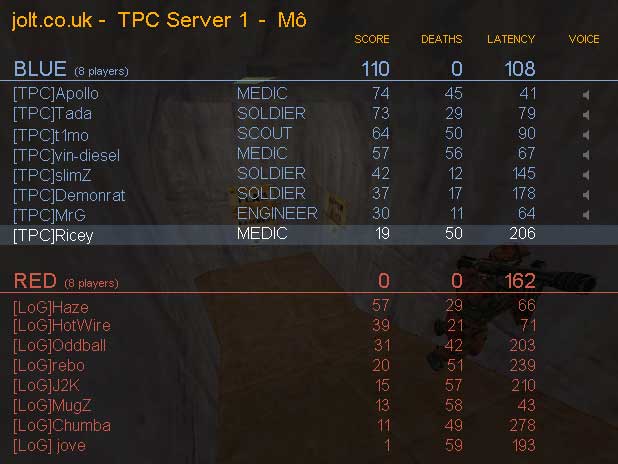 jolt.co.uk - TPC Server 1 - Mô
SCORE DEATHS LATENCY VOICE
BLUE (8 players) 110 0 108
[TPC]Apollo MEDIC 74 45 41
[TPC]Tada SOLDIER 73 29 79
[TPC]t1mo SCOUT 64 50 90
[TPC]vin-diesel MEDIC 57 56 67
[TPC]slimZ SOLDIER 42 12 145
[TPC]Demonrat SOLDIER 37 17 178
[TPC]MrG ENGINEER 30 11 64
[TPC]Ricey MEDIC 19 50 206
RED (8 players) 0 0 162
[LoG]Haze 57 29 66
[LoG]HotWire 39 21 71
[LoG]Oddball 31 42 203
[LoG]rebo 20 51 239
[LoG]J2K 15 57 210
[LoG]MugZ 13 58 43
[LoG]Chumba 11 49 278
[LoG] jove 1 59 193